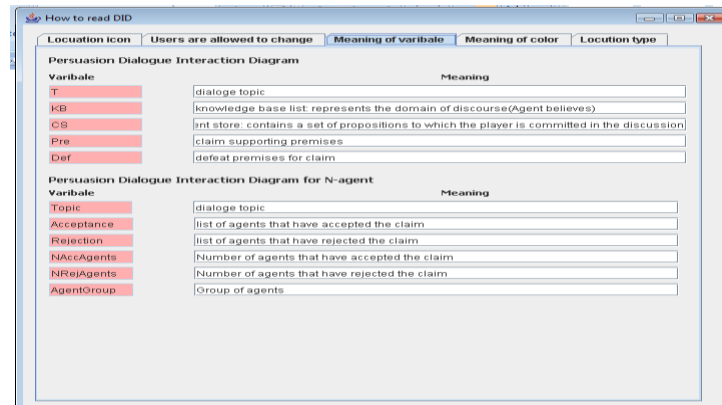 How to read DID
Locuation icon Users are allowed to change Meaning of varibale Meaning of color Locution type
Persuasion Dialogue Interaction Diagram
Varibale Meaning
T dialoge topic
KB knowledge base list: represents the domain of discourse(Agent believes)
CS ent store: contains a set of propositions to which the player is committed in the discussion
Pre claim supporting premises
Def defeat premises for claim
Persuasion Dialogue Interaction Diagram for N-agent
Varibale Meaning
Topic dialoge topic
Acceptance list of agents that have accepted the claim
Rejection list of agents that have rejected the claim
NAccAgents Number of agents that have accepted the claim
NRejAgents Number of agents that have rejected the claim
AgentGroup Group of agents